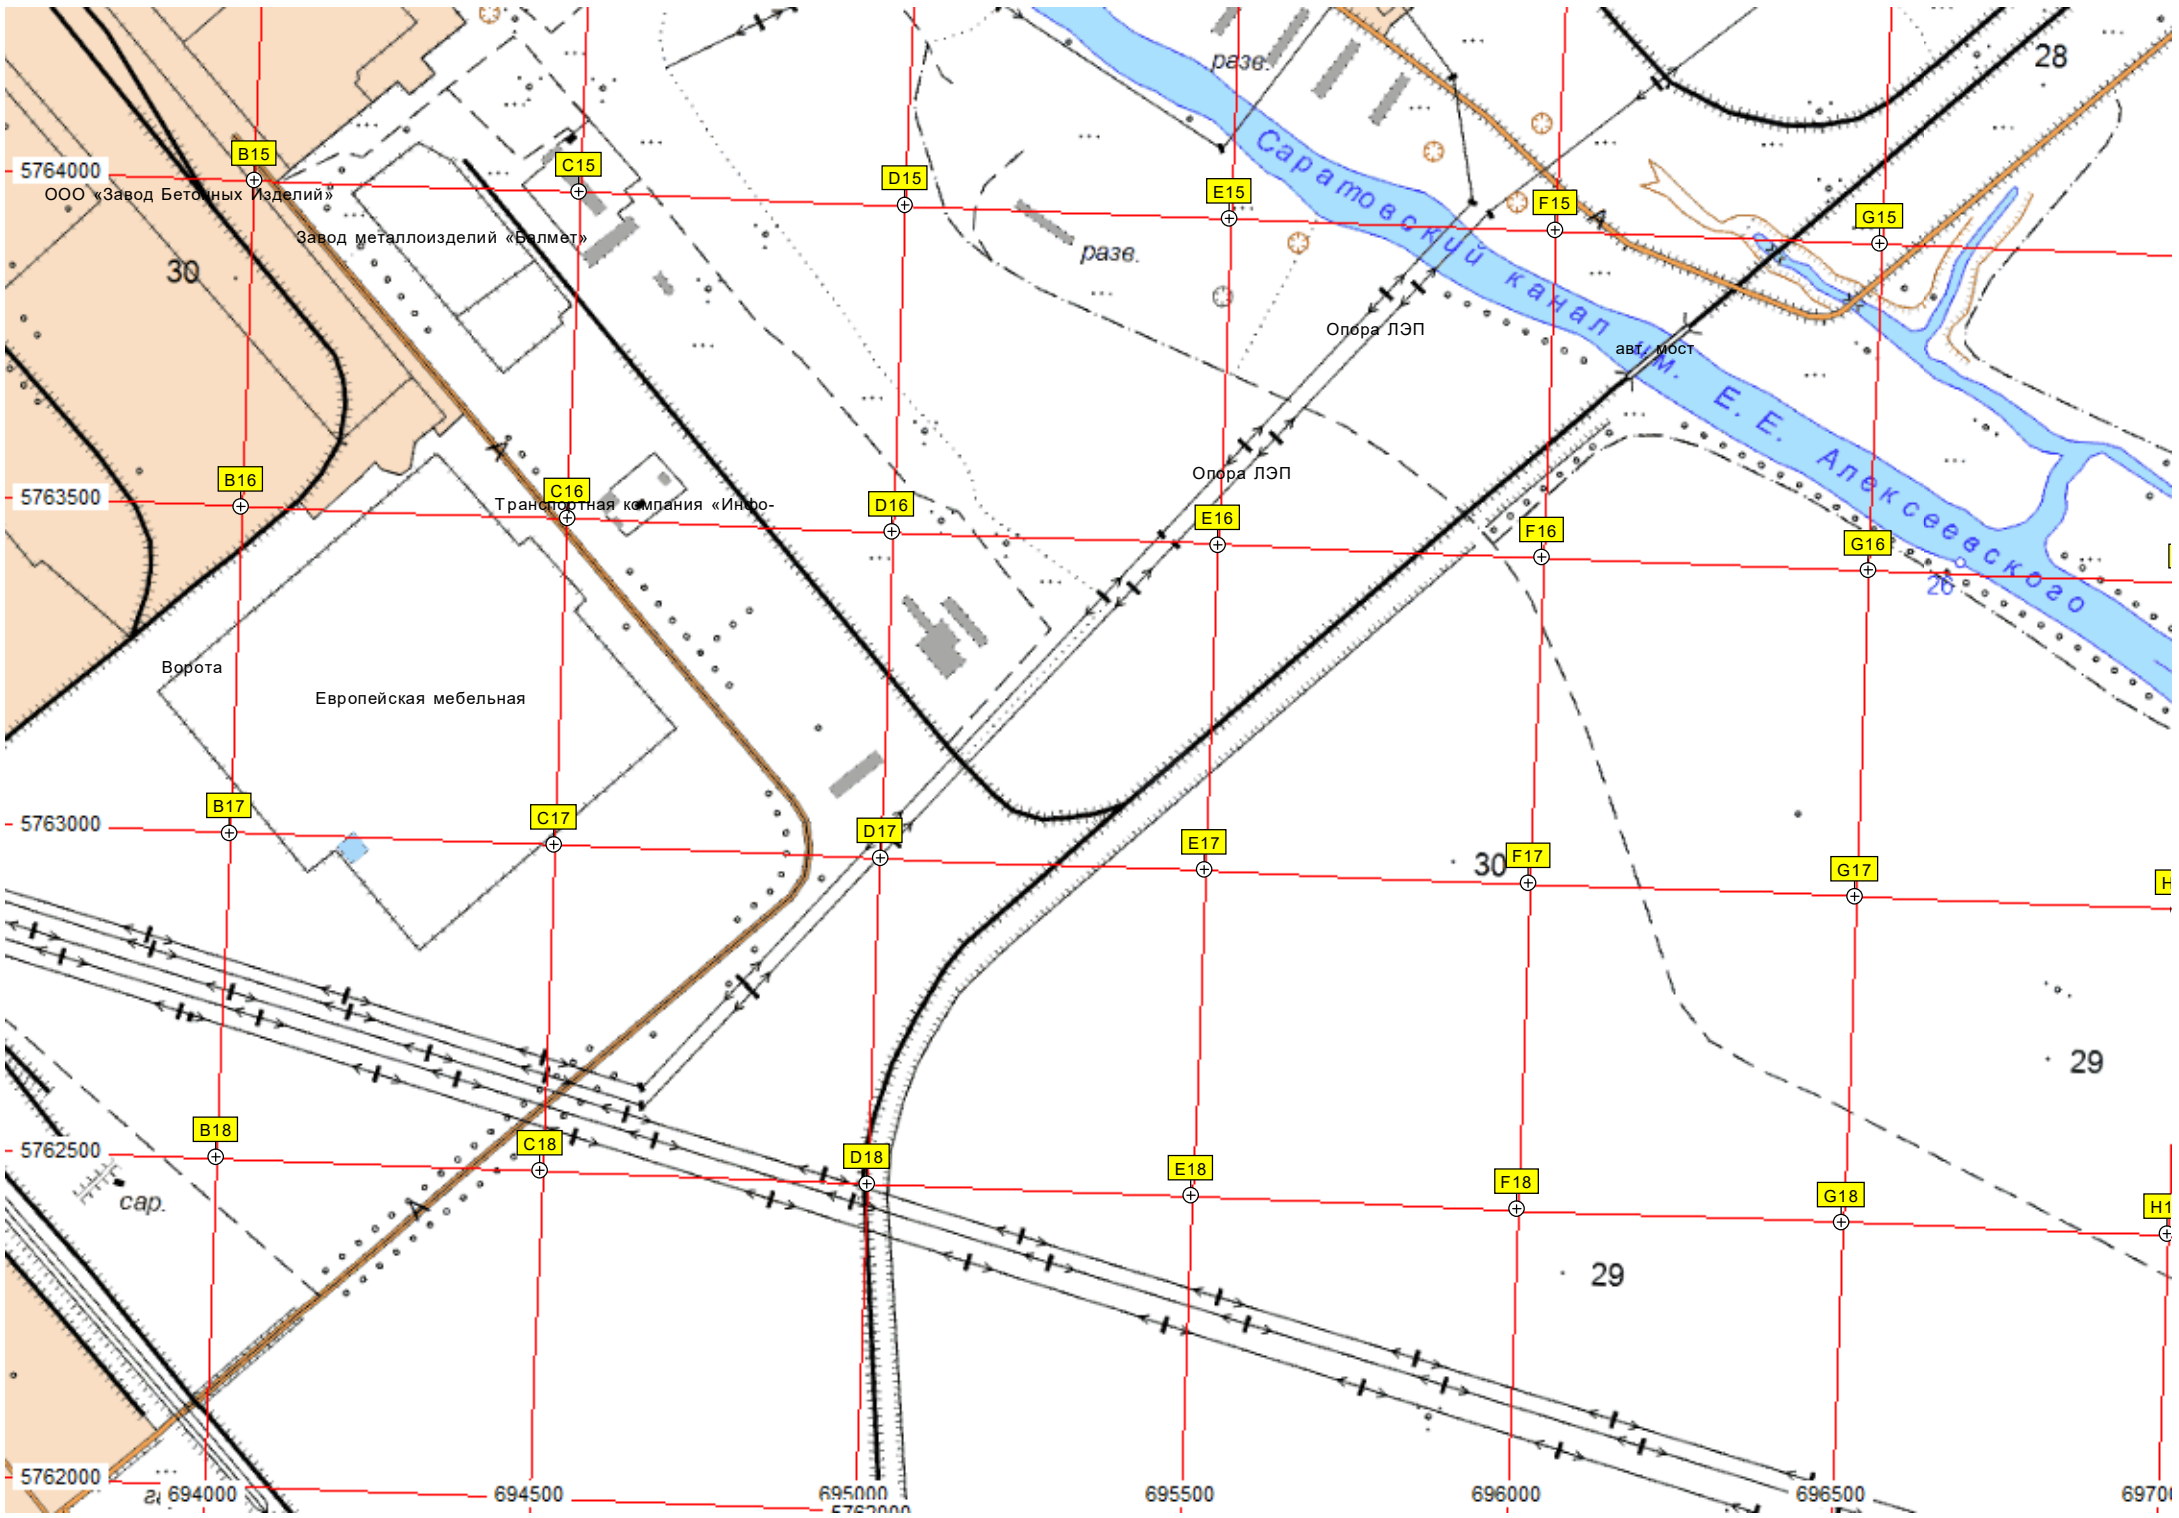 28
разв.
B15
C15
5764000
D15
ООО «Завод Бетонных Изделий»
E15
F15
G15
Саратовский канал им. Е. Е. Алексеевского
Завод металлоизделий «Балмет»
разв.
30
Опора ЛЭП
авт. мост
Опора ЛЭП
B16
5763500
C16
Транспортная компания «Инфо-
D16
E16
F16
G16
26
Ворота
Европейская мебельная
B17
5763000
C17
D17
E17
30
F17
G17
H
29
B18
5762500
C18
D18
E18
F18
G18
H1
сар.
29
5762000
694000
694500
695000
695500
696000
696500
6970
5762000